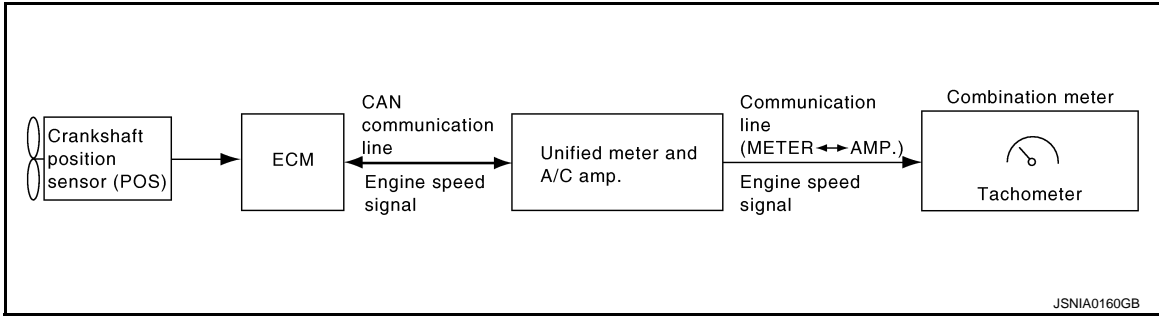 Crankshaft
position
sensor (POS)
ECM
CAN
communication
line
Engine speed
signal
Unified meter and
A/C amp.
Communication
line
(METER↔AMP.)
Engine speed
signal
Combination meter
Tachometer
JSNIA0160GB